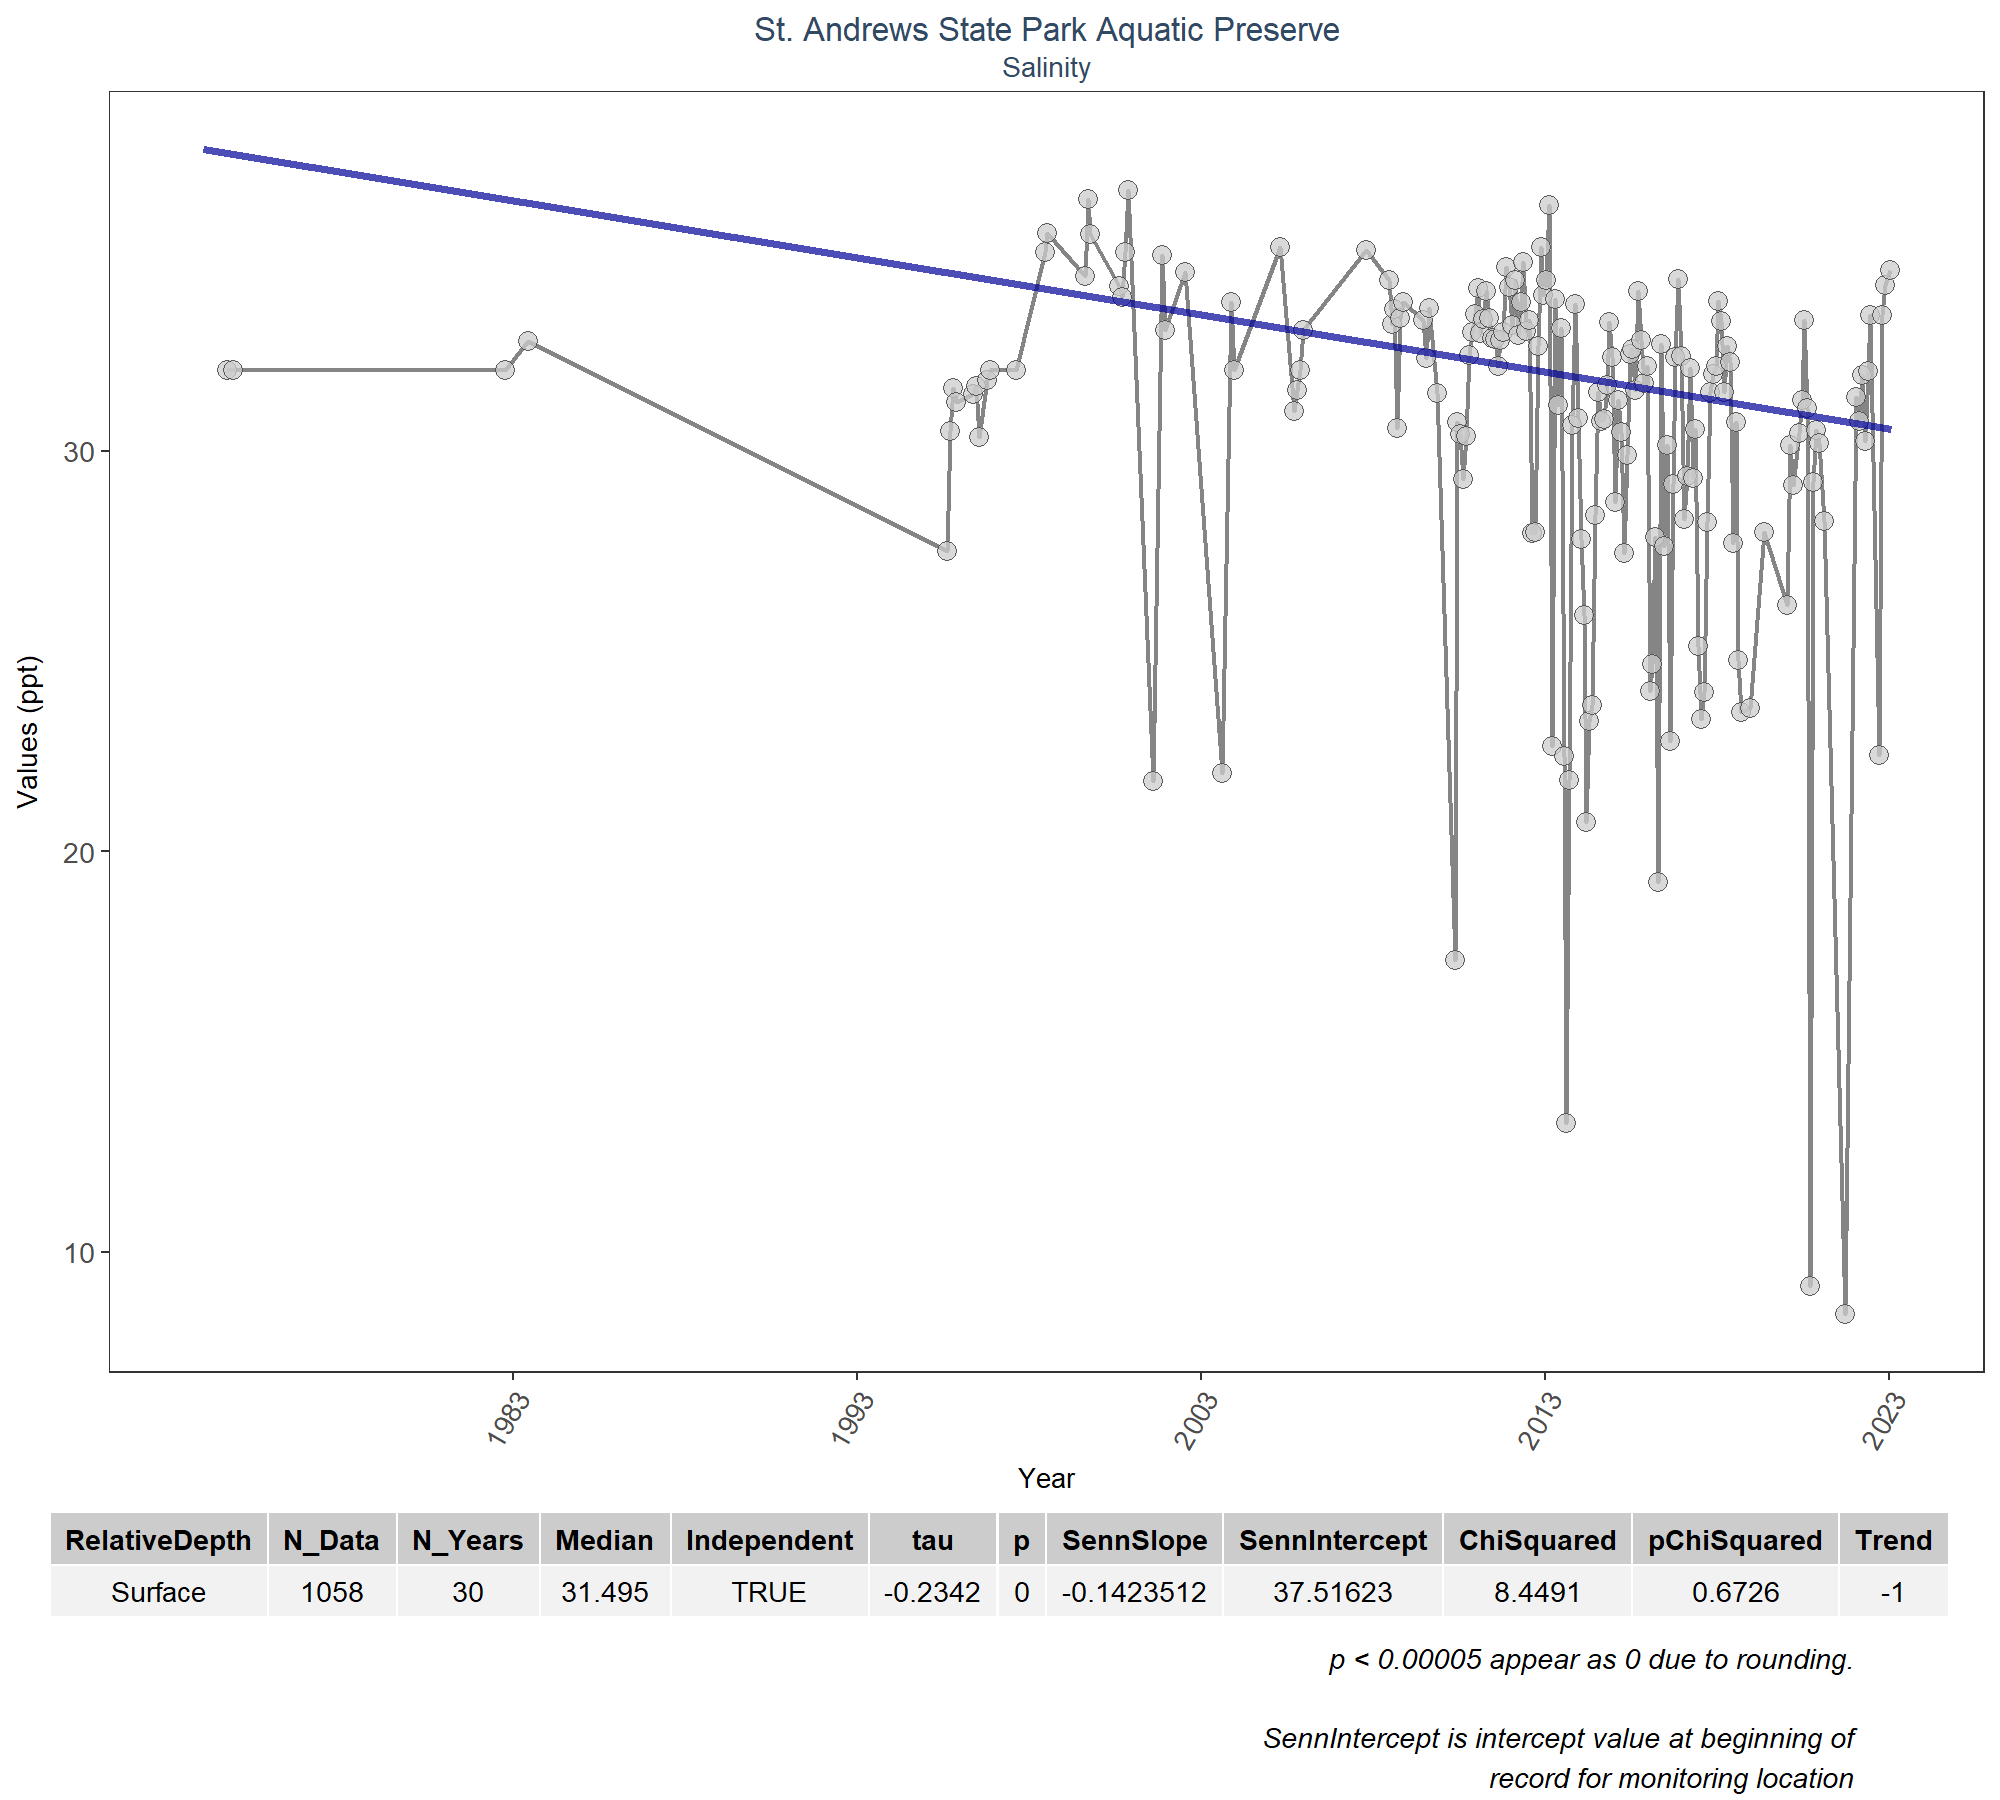 St. Andrews State Park Aquatic Preserve
Salinity
Values (ppt)
30
20
10
1983 1993 2003 2013 2023
Year
RelativeDepth N_Data N_Years Median Independent tau p SennSlope SennIntercept ChiSquared pChiSquared Trend
Surface 1058 30 31.495 TRUE -0.2342 0 -0.1423512 37.51623 8.4491 0.6726 -1
p < 0.00005 appear as 0 due to rounding.
SennIntercept is intercept value at beginning of
record for monitoring location